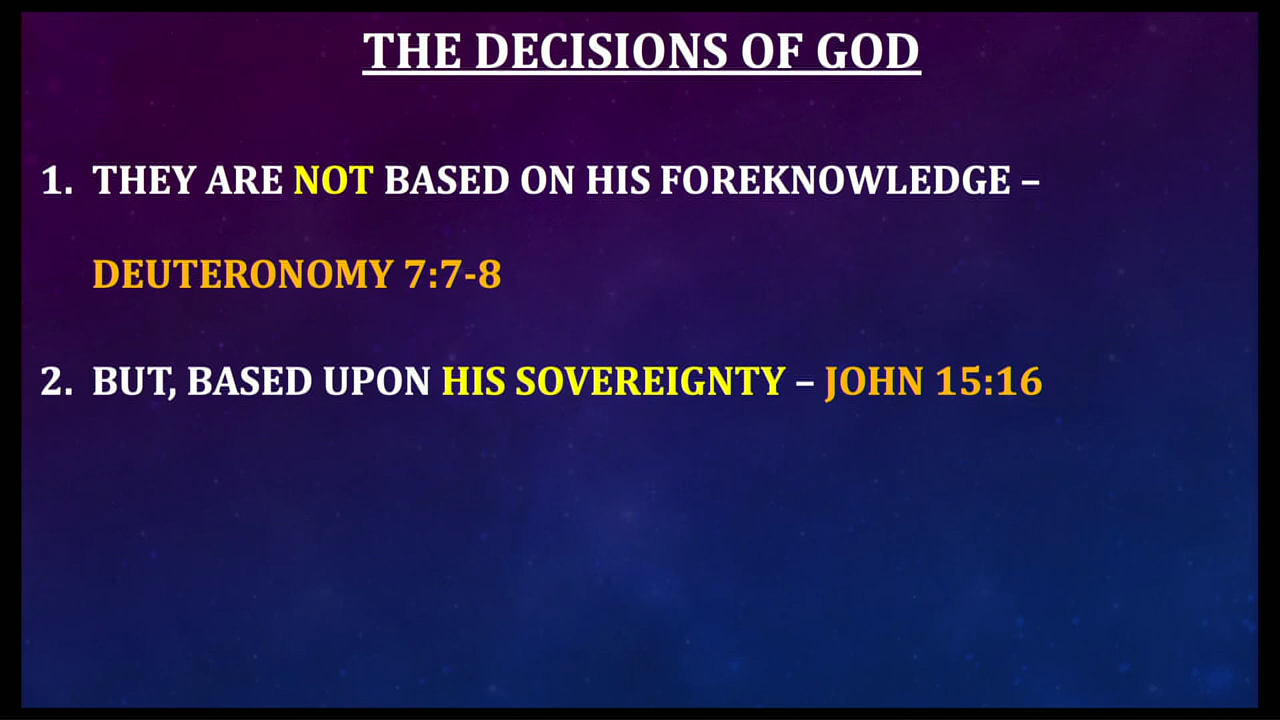 THE DECISIONS OF GOD
1. THEY ARE NOT BASED ON HIS FOREKNOWLEDGE –
DEUTERONOMY 7:7-8
2. BUT, BASED UPON HIS SOVEREIGNTY – JOHN 15:16